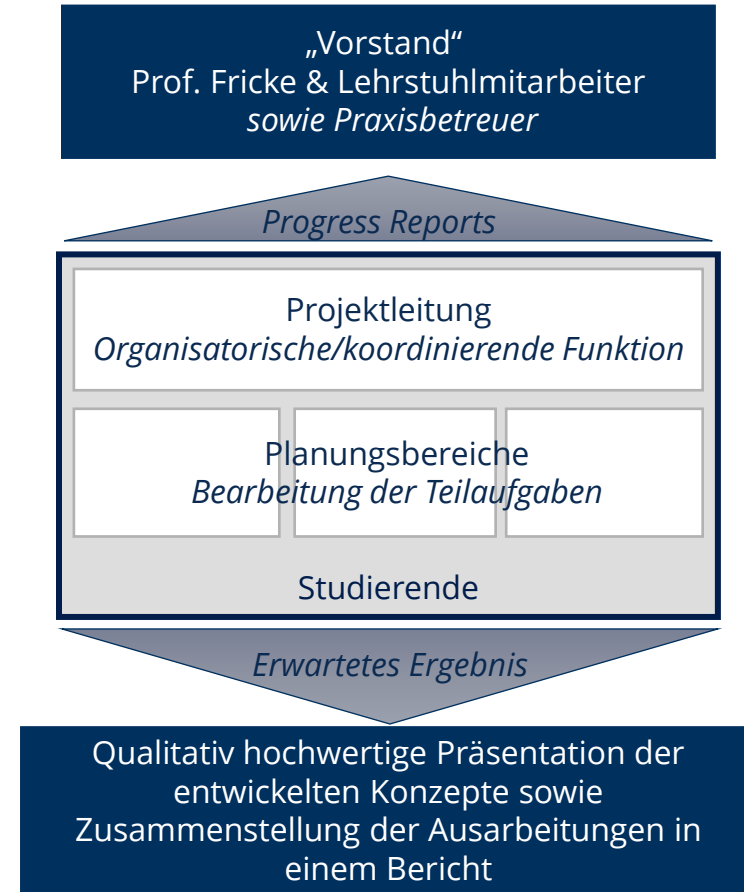 „Vorstand“
Prof. Fricke & Lehrstuhlmitarbeiter
sowie Praxisbetreuer
Progress Reports
Projektleitung
Organisatorische/koordinierende Funktion
Planungsbereiche
Bearbeitung der Teilaufgaben
Studierende
Erwartetes Ergebnis
Qualitativ hochwertige Präsentation der
entwickelten Konzepte sowie
Zusammenstellung der Ausarbeitungen in
einem Bericht